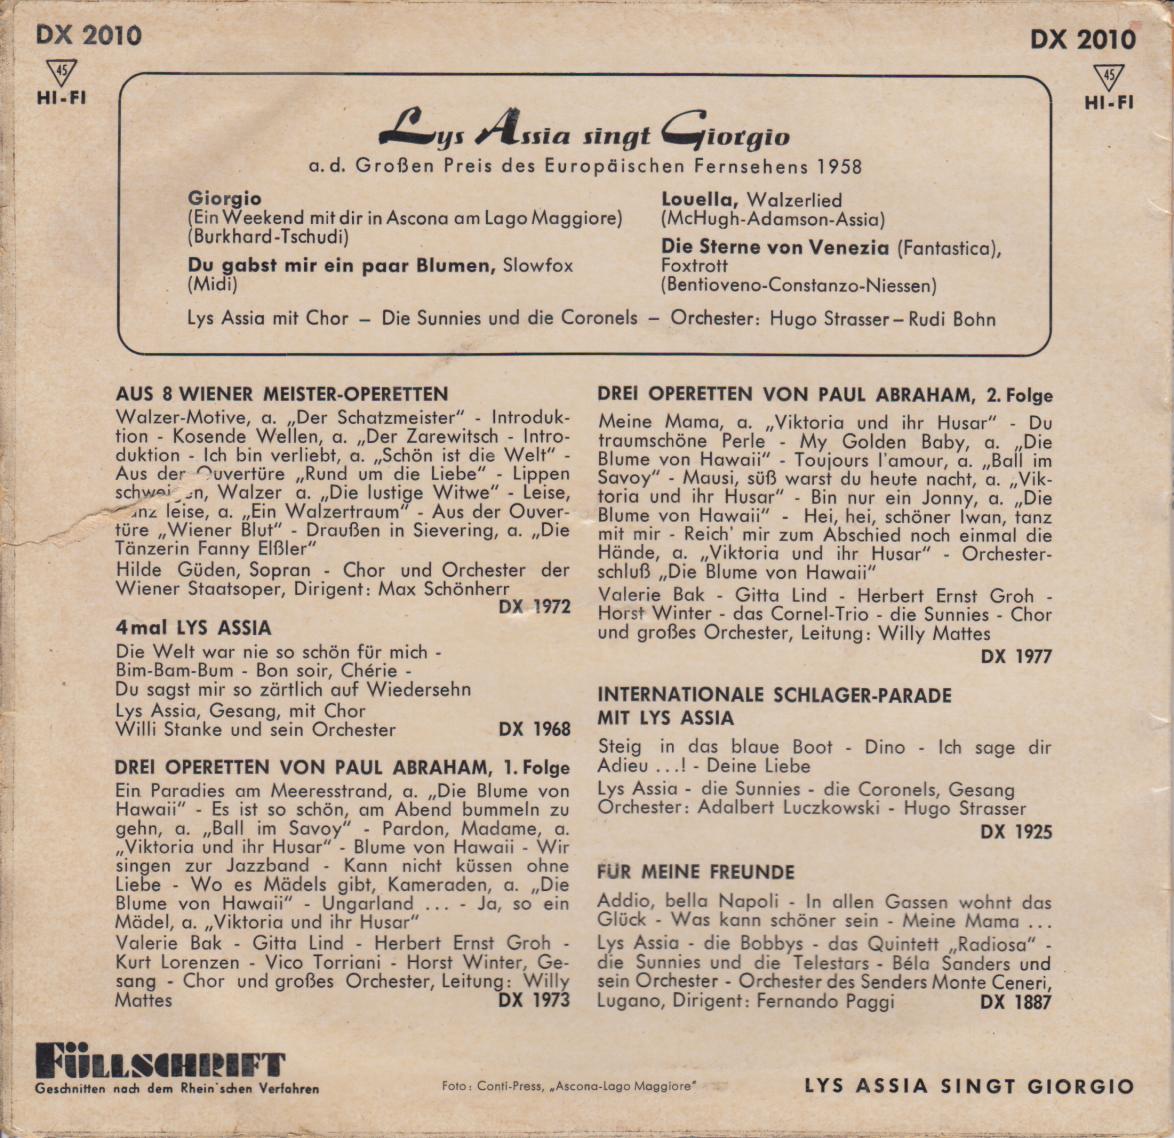 DX 2010
DX 2010
45
HI-FI
45
HI-FI
Lys Assia singt Giorgio
a. d. Großen Preis des Europäischen Fernsehens 1958
Giorgio
(Ein Weekend mit dir in Ascona am Lago Maggiore)
(Burkhard-Tschudi)
Du gabst mir ein paar Blumen, Slowfox
(Midi)
Louella, Walzerlied
(McHugh-Adamson-Assia)
Die Sterne von Venezia (Fantastica),
Foxtrott
(Bentioveno-Constanzo-Niessen)
Lys Assia mit Chor – Die Sunnies und die Coronels – Orchester: Hugo Strasser – Rudi Bohn
AUS 8 WIENER MEISTER-OPERETTEN
Walzer-Motive, a. „Der Schatzmeister“ - Introduk-
tion - Kosende Wellen, a. „Der Zarewitsch - Intro-
duktion - Ich bin verliebt, a. „Schön ist die Welt“ -
Aus der Ouvertüre „Rund um die Liebe“ - Lippen
schweigen, Walzer a. „Die lustige Witwe“ - Leise,
ganz leise, a. „Ein Walzertraum“ - Aus der Ouver-
türe „Wiener Blut“ - Draußen in Sievering, a. „Die
Tänzerin Fanny Elßler“
Hilde Güden, Sopran - Chor und Orchester der
Wiener Staatsoper, Dirigent: Max Schönherr
DX 1972
4mal LYS ASSIA
Die Welt war nie so schön für mich -
Bim-Bam-Bum - Bon soir, Chérie -
Du sagst mir so zärtlich auf Wiedersehn
Lys Assia, Gesang, mit Chor
Willi Stanke und sein Orchester DX 1968
DREI OPERETTEN VON PAUL ABRAHAM, 1. Folge
Ein Paradies am Meeresstrand, a. „Die Blume von
Hawaii“ - Es ist so schön, am Abend bummeln zu
gehn, a. „Ball im Savoy“ - Pardon, Madame, a.
„Viktoria und ihr Husar“ - Blume von Hawaii - Wir
singen zur Jazzband - Kann nicht küssen ohne
Liebe - Wo es Mädels gibt, Kameraden, a. „Die
Blume von Hawaii“ - Ungarland ... - Ja, so ein
Mädel, a. „Viktoria und ihr Husar“
Valerie Bak - Gitta Lind - Herbert Ernst Groh -
Kurt Lorenzen - Vico Torriani - Horst Winter, Ge-
sang - Chor und großes Orchester, Leitung: Willy
Mattes DX 1973
DREI OPERETTEN VON PAUL ABRAHAM, 2. Folge
Meine Mama, a. „Viktoria und ihr Husar“ - Du
traumschöne Perle - My Golden Baby, a. „Die
Blume von Hawaii“ - Toujours l'amour, a. „Ball im
Savoy“ - Mausi, süß warst du heute nacht, a. „Vik-
toria und ihr Husar“ - Bin nur ein Jonny, a. „Die
Blume von Hawaii“ - Hei, hei, schöner Iwan, tanz
mit mir - Reich' mir zum Abschied noch einmal die
Hände, a. „Viktoria und ihr Husar“ - Orchester-
schluß „Die Blume von Hawaii“
Valerie Bak - Gitta Lind - Herbert Ernst Groh -
Horst Winter - das Cornel-Trio - die Sunnies - Chor
und großes Orchester, Leitung: Willy Mattes
DX 1977
INTERNATIONALE SCHLAGER-PARADE
MIT LYS ASSIA
Steig in das blaue Boot - Dino - Ich sage dir
Adieu ...! - Deine Liebe
Lys Assia - die Sunnies - die Coronels, Gesang
Orchester: Adalbert Luczkowski - Hugo Strasser
DX 1925
FÜR MEINE FREUNDE
Addio, bella Napoli - In allen Gassen wohnt das
Glück - Was kann schöner sein - Meine Mama ...
Lys Assia - die Bobbys - das Quintett „Radiosa“ -
die Sunnies und die Telestars - Béla Sanders und
sein Orchester - Orchester des Senders Monte Ceneri,
Lugano, Dirigent: Fernando Paggi DX 1887
FÜLLSCHRIFT
Geschnitten nach dem Rhein'schen Verfahren
Foto: Conti-Press, „Ascona-Lago Maggiore“
LYS ASSIA SINGT GIORGIO